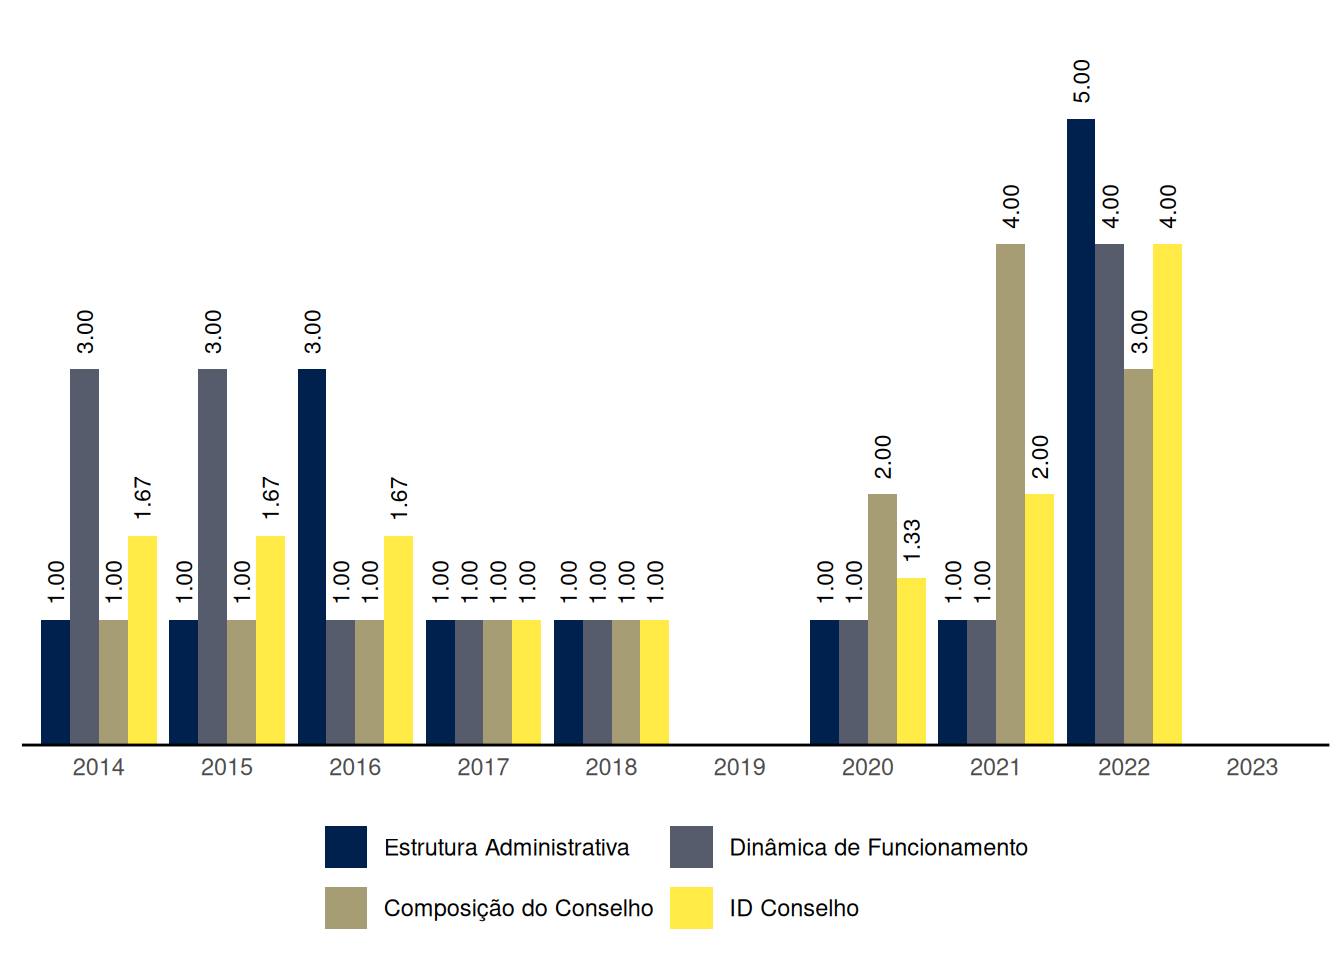 5.00
4.00 4.00 4.00
3.00 3.00 3.00 3.00
2.00 2.00
1.67 1.67 1.67
1.33
1.00 1.00 1.00 1.00 1.00 1.00 1.00 1.00 1.00 1.00 1.00 1.00 1.00 1.00 1.00 1.00 1.00 1.00
2014 2015 2016 2017 2018 2019 2020 2021 2022 2023
Estrutura Administrativa Dinâmica de Funcionamento
Composição do Conselho ID Conselho